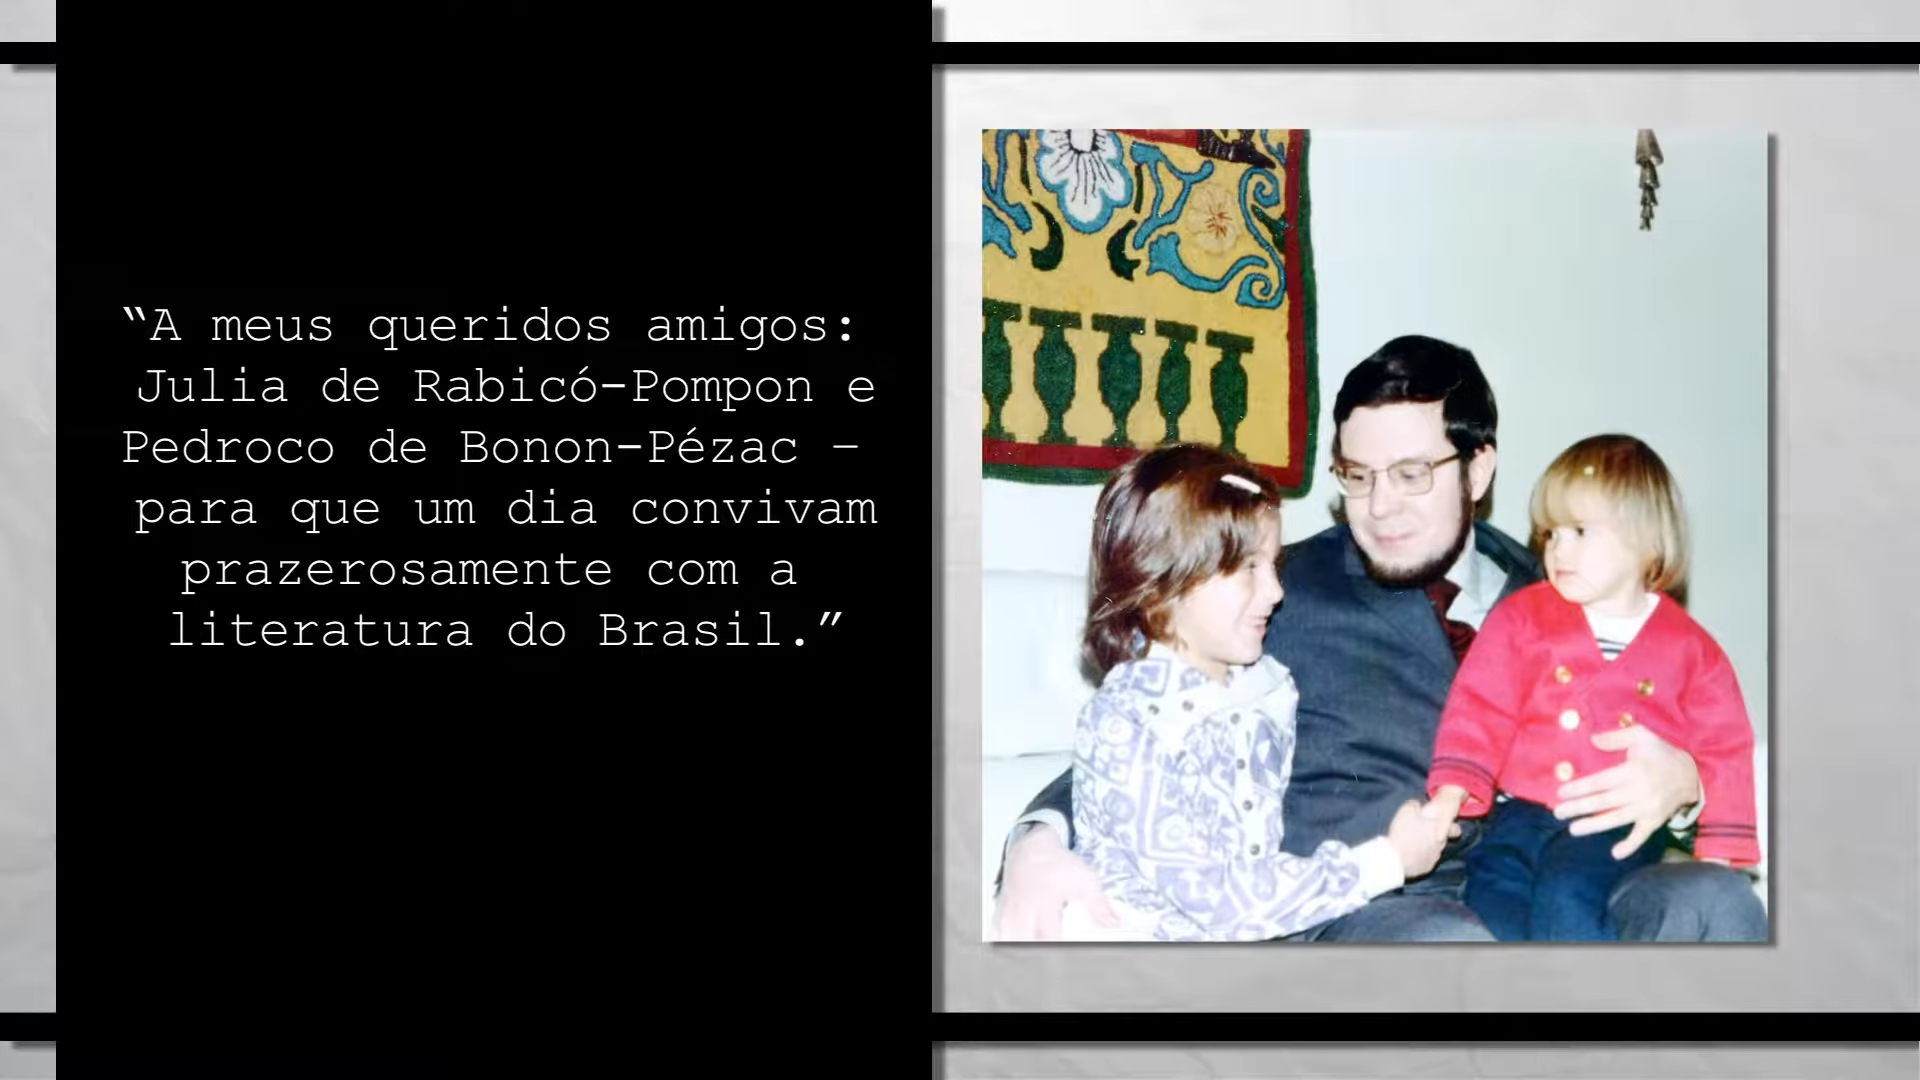 “A meus queridos amigos:
Julia de Rabicó-Pompon e
Pedroco de Bonon-Pézac –
para que um dia convivam
prazerosamente com a
literatura do Brasil.”